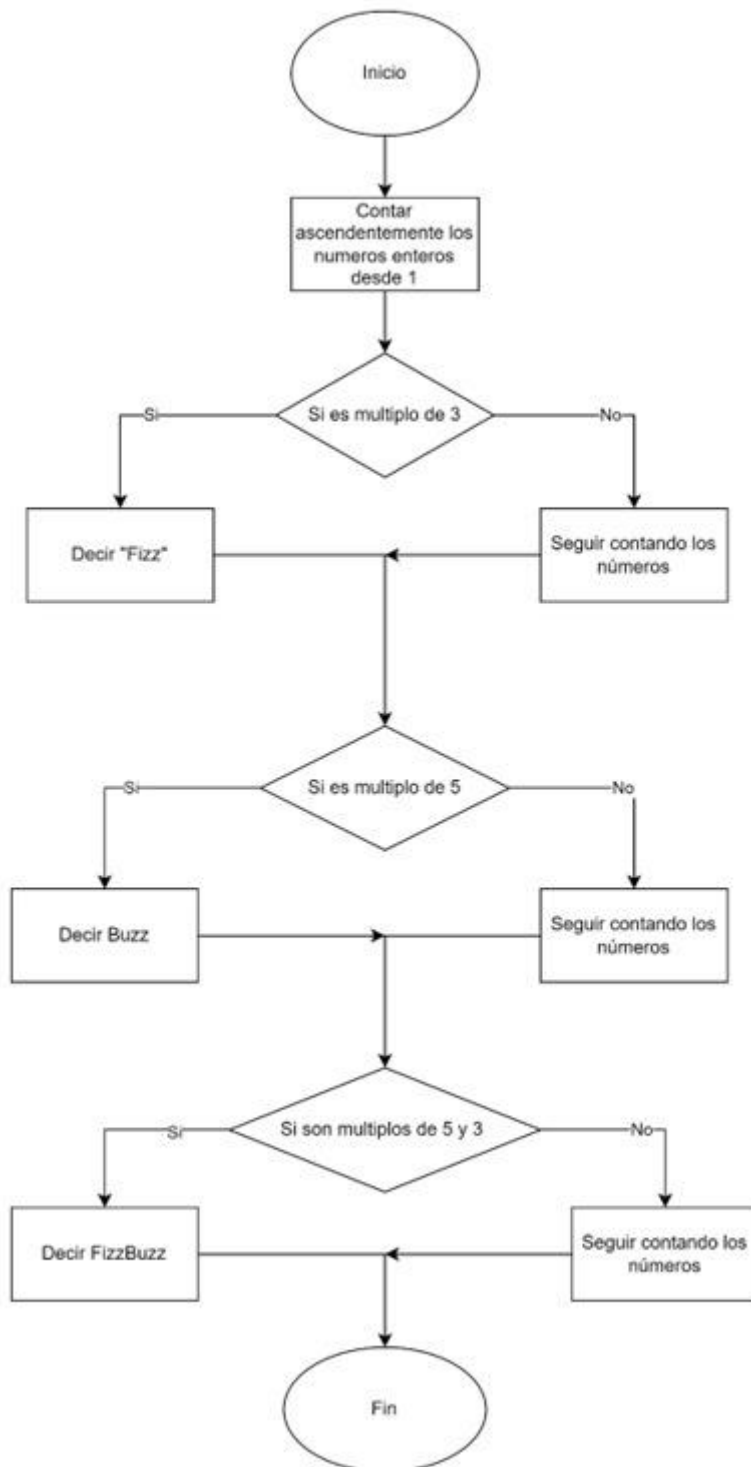 Inicio
Contar
ascendentemente los
numeros enteros
desde 1
Si es multiplo de 3
Si
No
Decir "Fizz"
Seguir contando los
números
Si es multiplo de 5
Si
No
Decir Buzz
Seguir contando los
números
Si son multiplos de 5 y 3
Si
No
Decir FizzBuzz
Seguir contando los
números
Fin